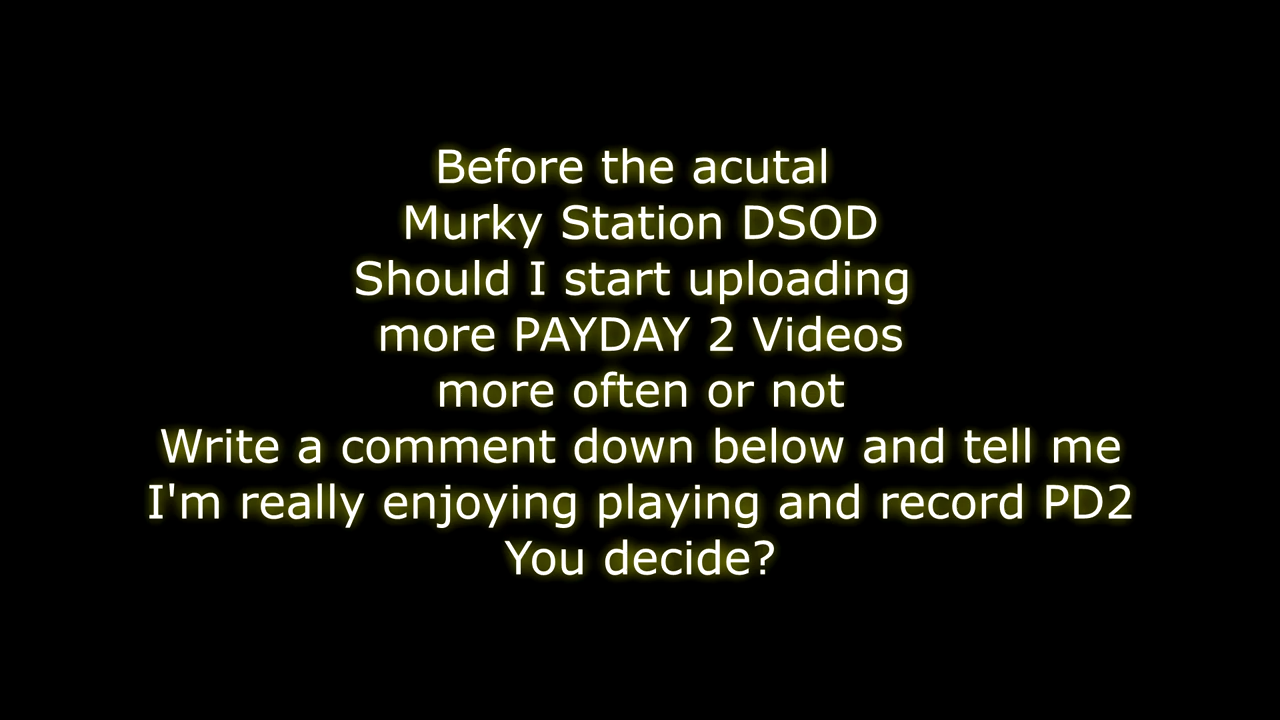 Before the acutal
Murky Station DSOD
Should I start uploading
more PAYDAY 2 Videos
more often or not
Write a comment down below and tell me
I'm really enjoying playing and record PD2
You decide?